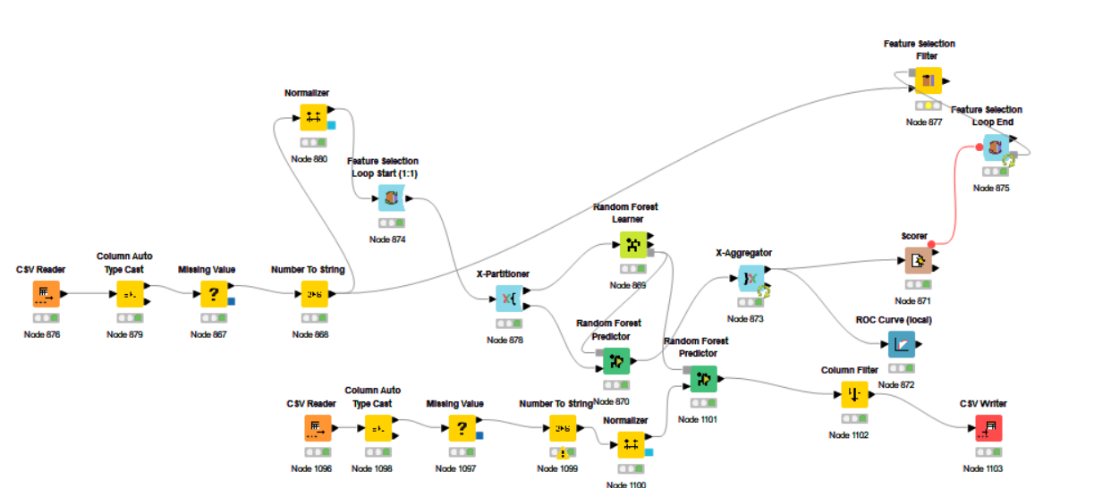 Feature Selection
Filter
Node 877
Feature Selection
Loop End
Node 875
Normalizer
Node 880
Feature Selection
Loop Start (1:1)
Node 874
Random Forest
Learner
Node 869
X-Aggregator
Node 873
Scorer
Node 871
CSV Reader
Node 876
Column Auto
Type Cast
Node 879
Missing Value
Node 867
Number To String
Node 868
X-Partitioner
Node 878
ROC Curve (local)
Node 872
Random Forest
Predictor
Node 870
Random Forest
Predictor
Node 1101
Column Filter
Node 1102
CSV Writer
Node 1103
CSV Reader
Node 1096
Column Auto
Type Cast
Node 1098
Missing Value
Node 1097
Number To String
Node 1099
Normalizer
Node 1100